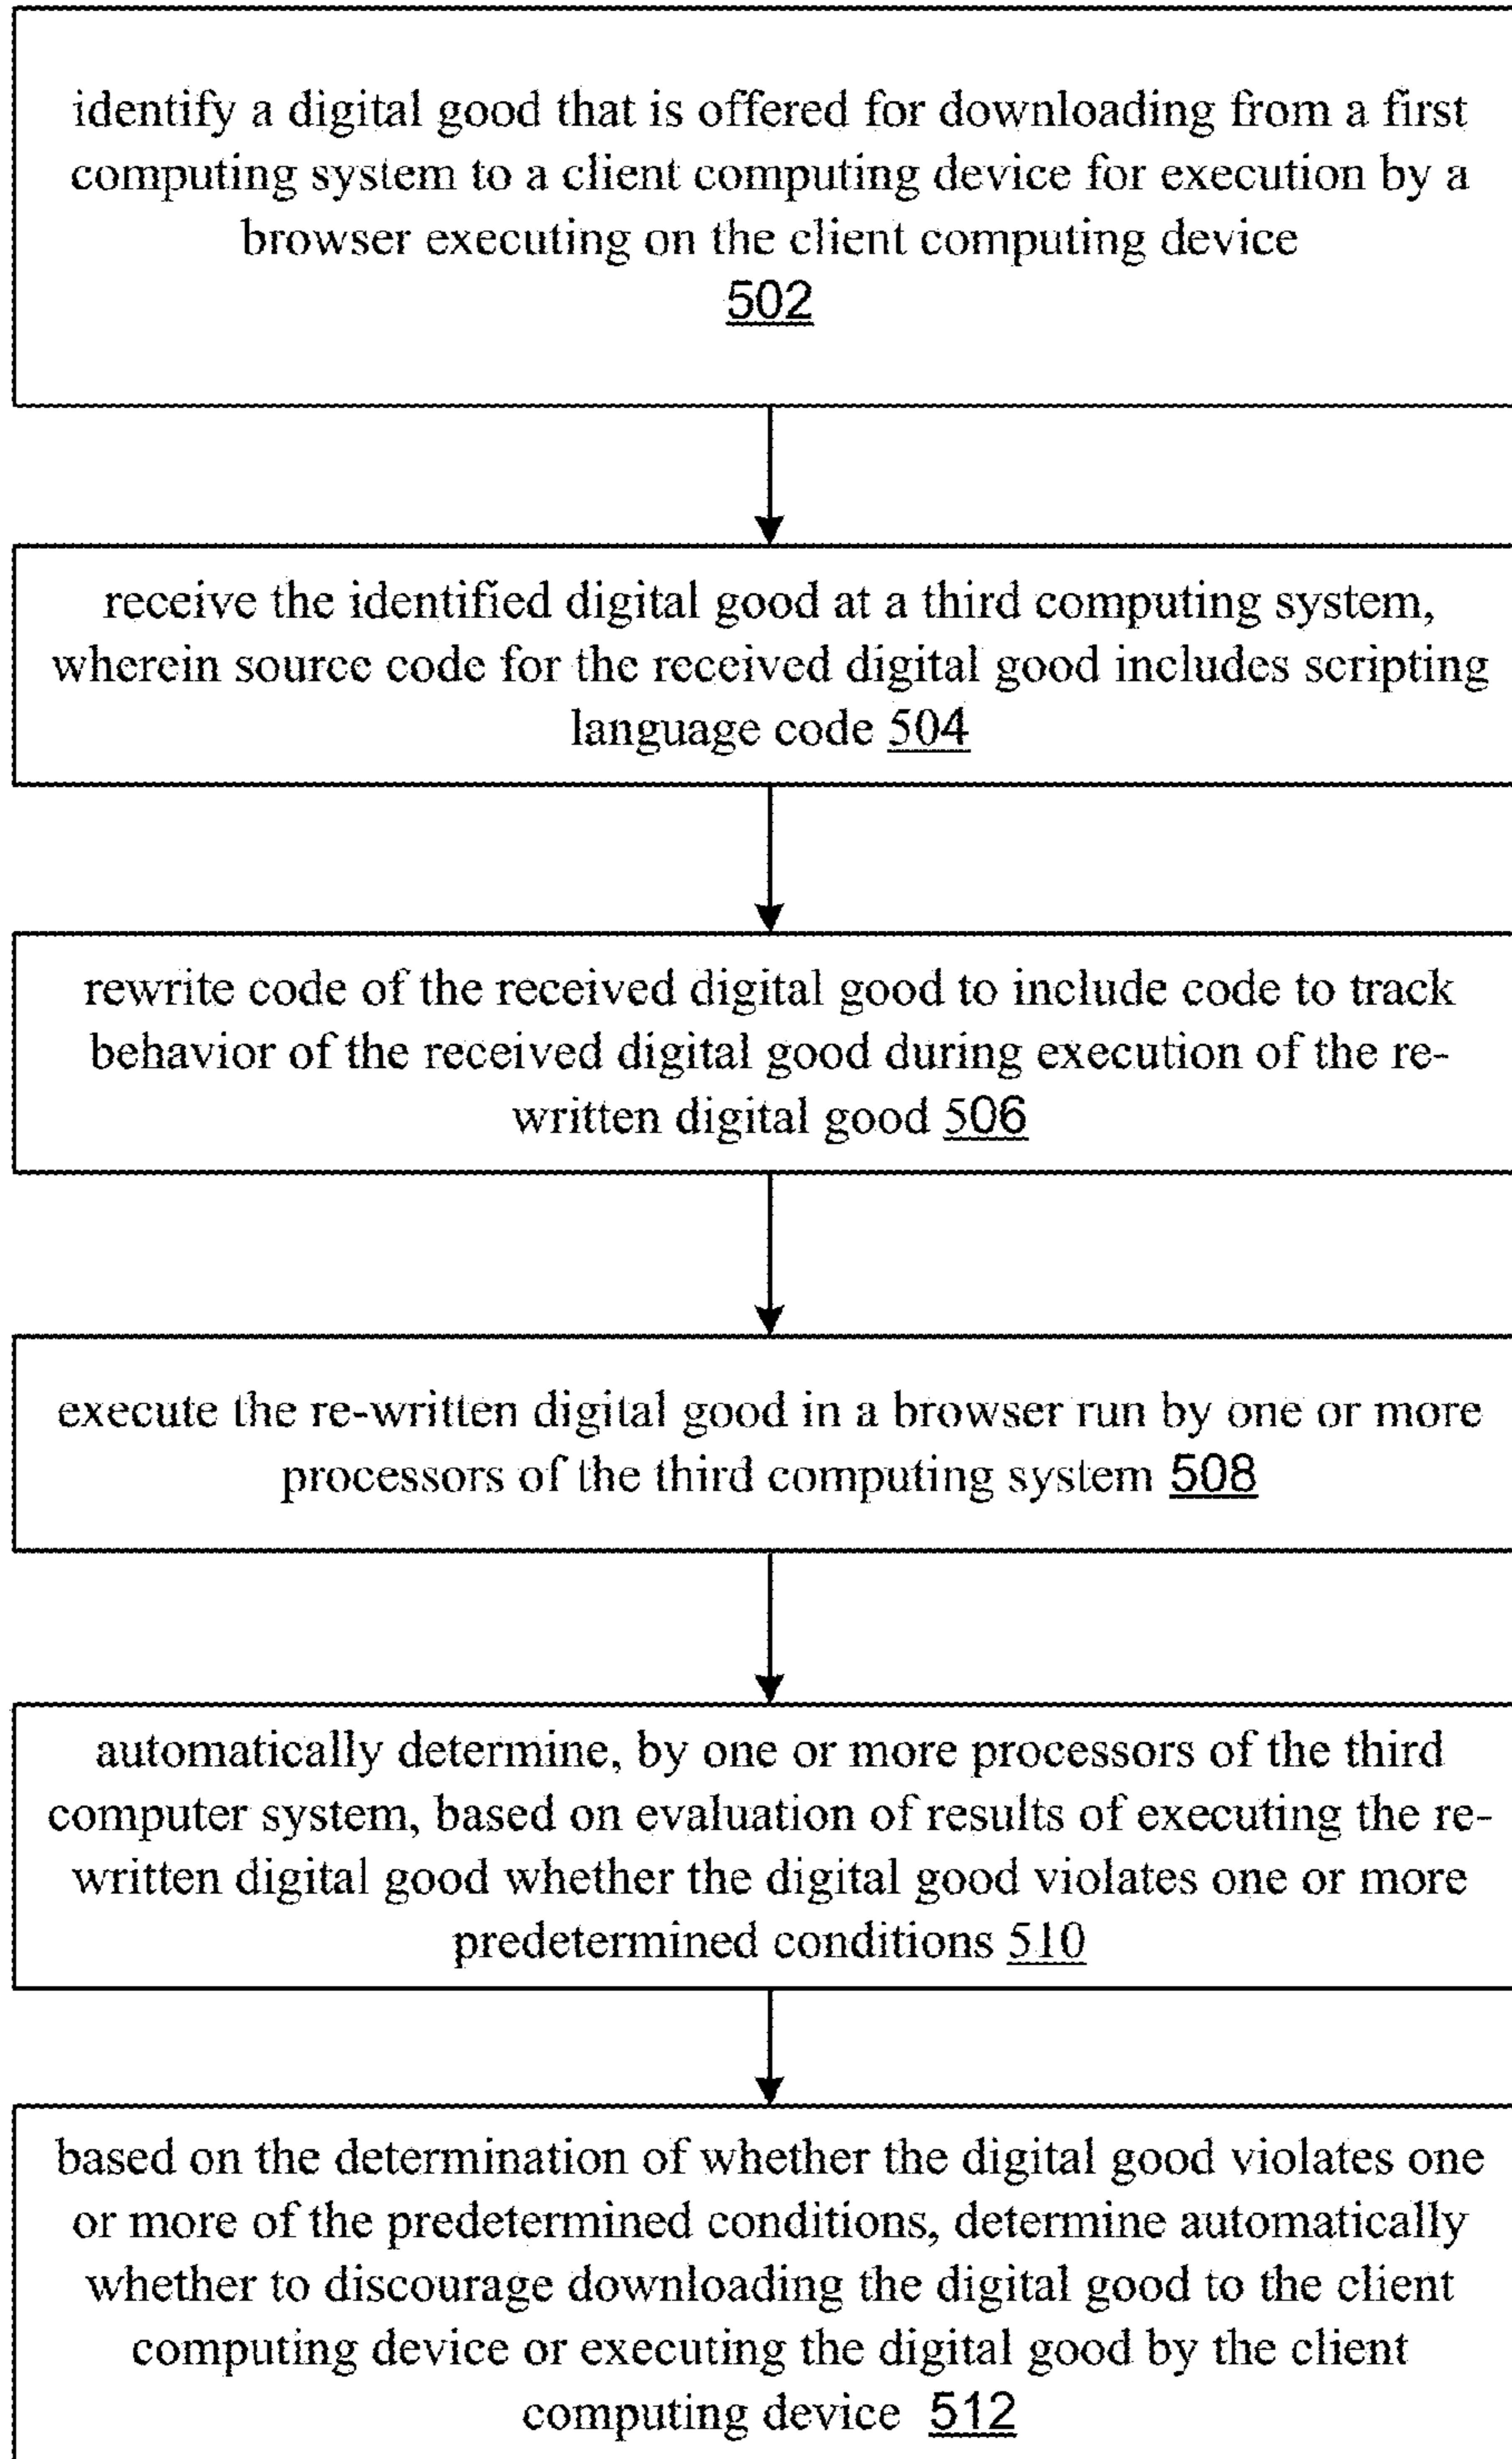 identify a digital good that is offered for downloading from a first
computing system to a client computing device for execution by a
browser executing on the client computing device
502
receive the identified digital good at a third computing system,
wherein source code for the received digital good includes scripting
language code 504
rewrite code of the received digital good to include code to track
behavior of the received digital good during execution of the re-
written digital good 506
execute the re-written digital good in a browser run by one or more
processors of the third computing system 508
automatically determine, by one or more processors of the third
computer system, based on evaluation of results of executing the re-
written digital good whether the digital good violates one or more
predetermined conditions 510
based on the determination of whether the digital good violates one
or more of the predetermined conditions, determine automatically
whether to discourage downloading the digital good to the client
computing device or executing the digital good by the client
computing device 512